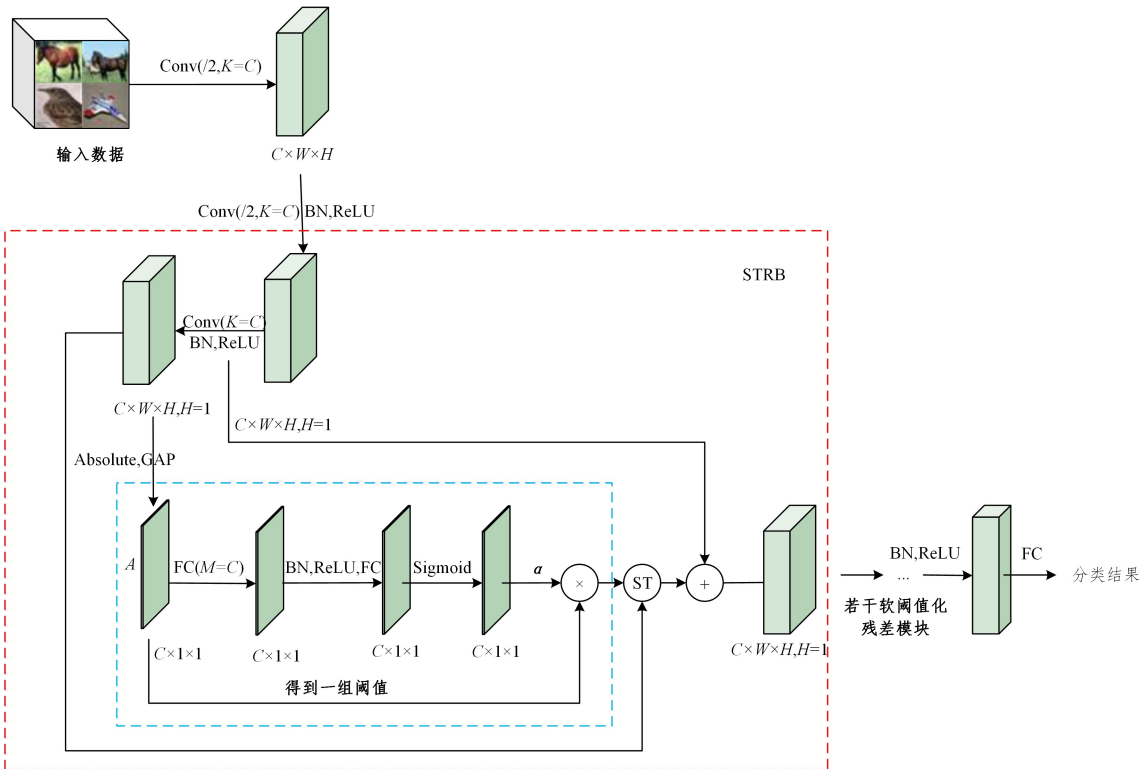 Conv(/2,K=C)
输入数据
C×W×H
Conv(/2,K=C) BN,ReLU
STRB
Conv(K=C)
BN,ReLU
C×W×H,H=1
C×W×H,H=1
Absolute,GAP
A
FC(M=C)
BN,ReLU,FC
Sigmoid
α
×
ST
+
C×1×1
C×1×1
C×1×1
C×1×1
得到一组阈值
C×W×H,H=1
BN,ReLU
...
若干软阈值化
残差模块
FC
分类结果